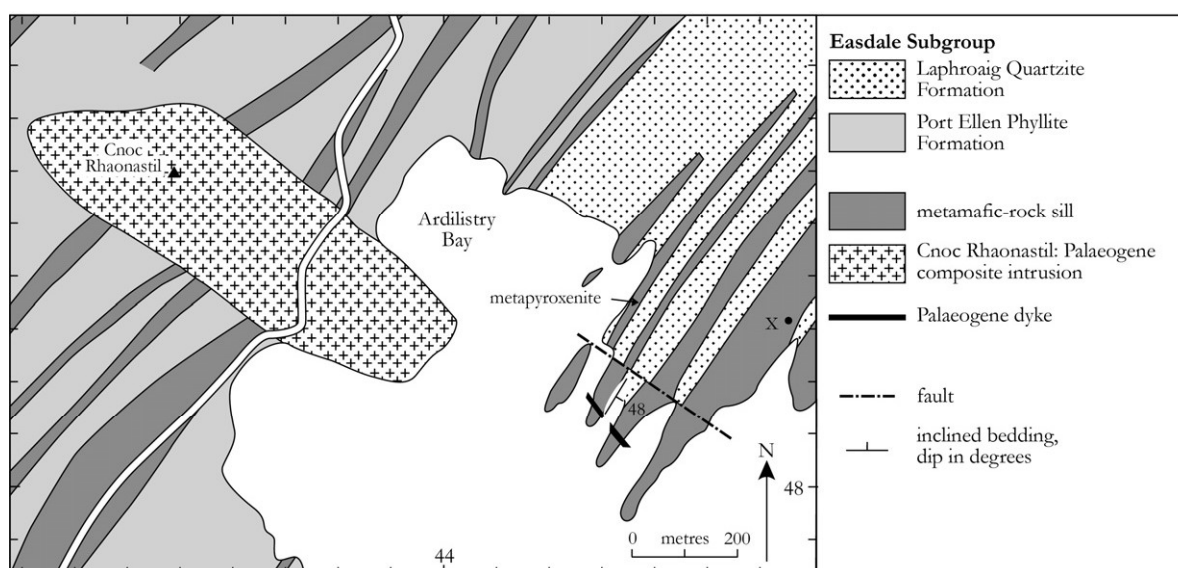 Cnoc
Rhaonastil
Ardilistry
Bay
metapyroxenite
X
48
N
48
0 metres 200
44
Easdale Subgroup
Laphroaig Quartzite
Formation
Port Ellen Phyllite
Formation
metamafic-rock sill
Cnoc Rhaonastil: Palaeogene
composite intrusion
Palaeogene dyke
fault
inclined bedding,
dip in degrees